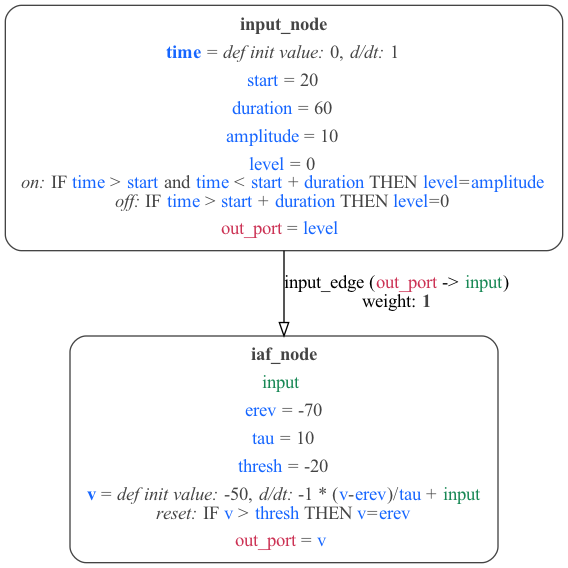 input_node
time = def init value: 0, d/dt: 1
start = 20
duration = 60
amplitude = 10
level = 0
on: IF time > start and time < start + duration THEN level=amplitude
off: IF time > start + duration THEN level=0
out_port = level
input_edge (out_port -> input)
weight: 1
iaf_node
input
erev = -70
tau = 10
thresh = -20
v = def init value: -50, d/dt: -1 * (v-erev)/tau + input
reset: IF v > thresh THEN v=erev
out_port = v